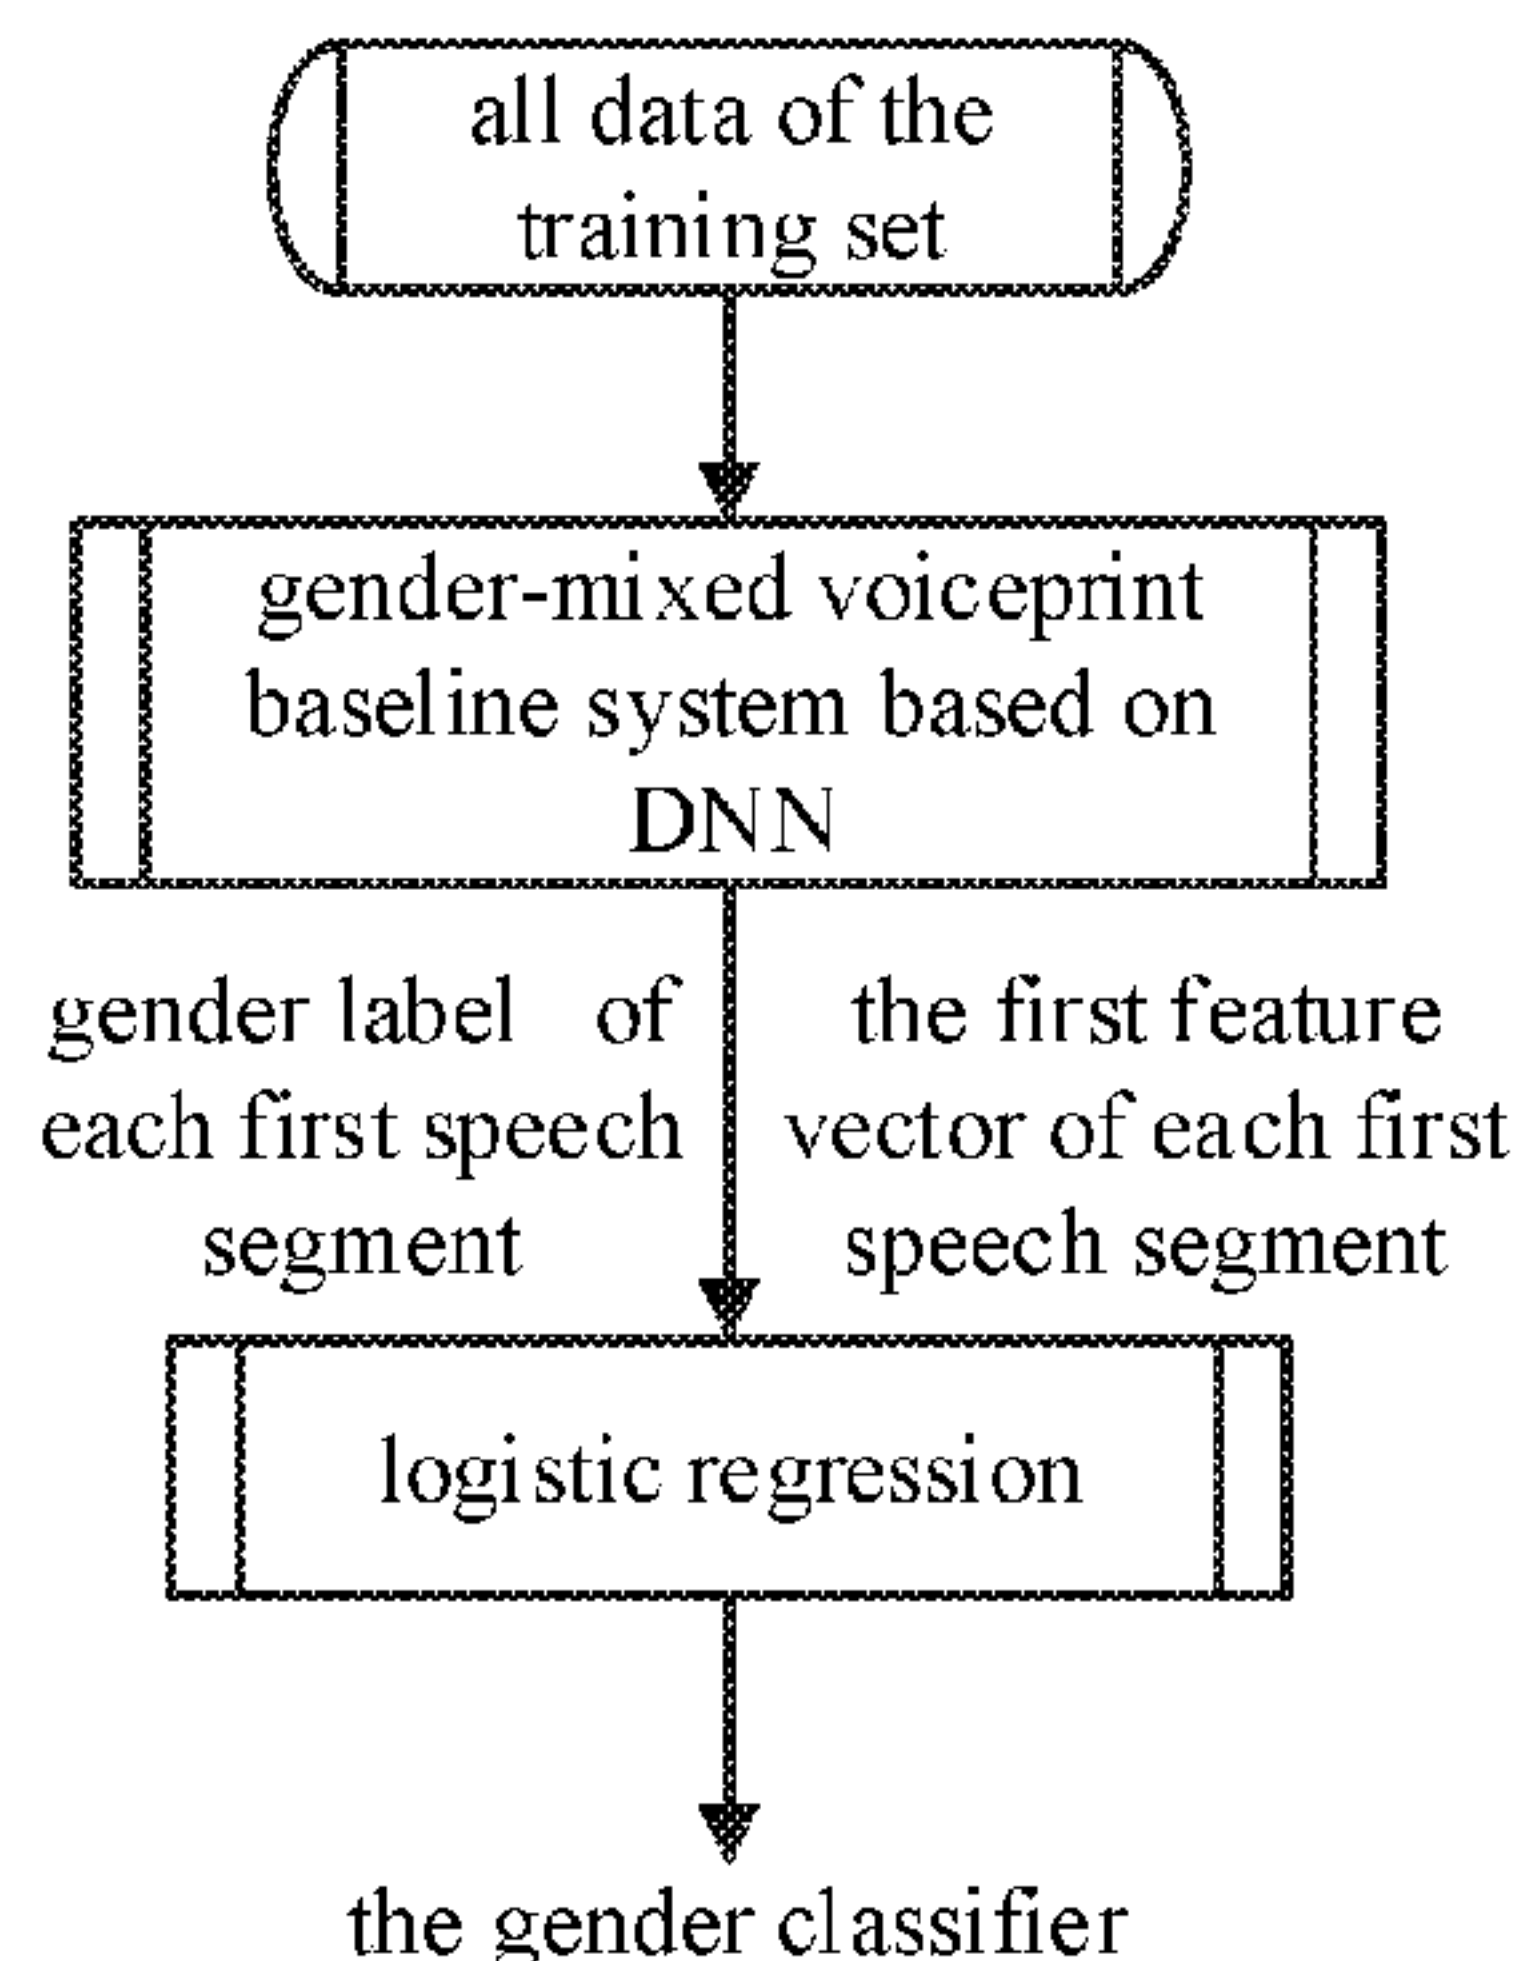 all data of the
training set
gender-mixed voiceprint
baseline system based on
DNN
gender label of
each first speech
segment
the first feature
vector of each first
speech segment
logistic regression
the gender classifier